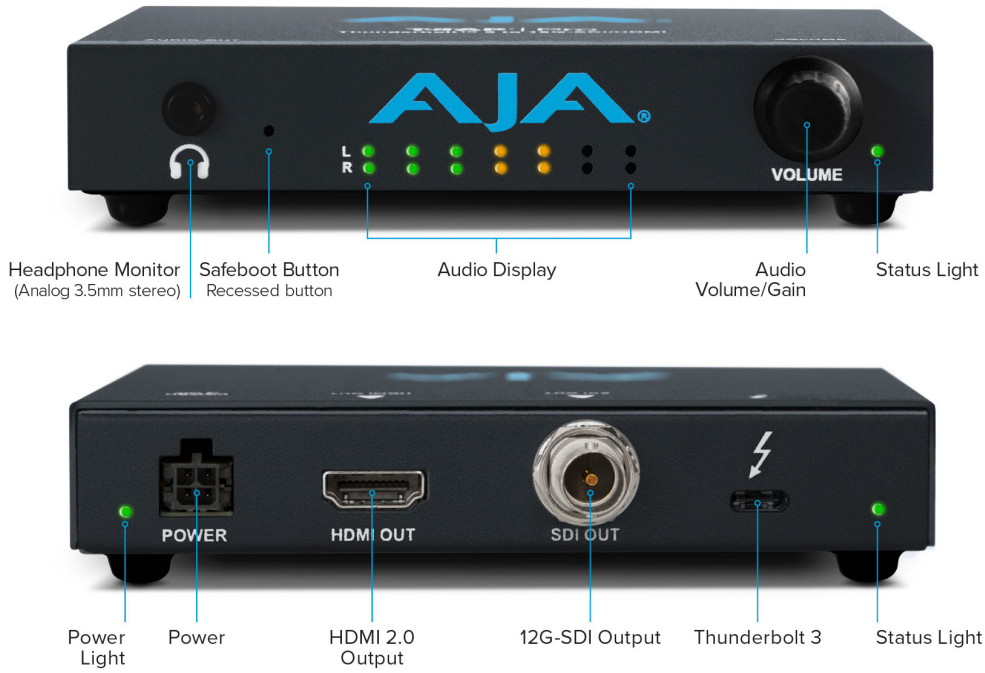 AJA®
L
R
VOLUME
Headphone Monitor
(Analog 3.5mm stereo)
Safeboot Button
Recessed button
Audio Display
Audio
Volume/Gain
Status Light
POWER
HDMI OUT
SDI OUT
Power
Light
Power
HDMI 2.0
Output
12G-SDI Output
Thunderbolt 3
Status Light